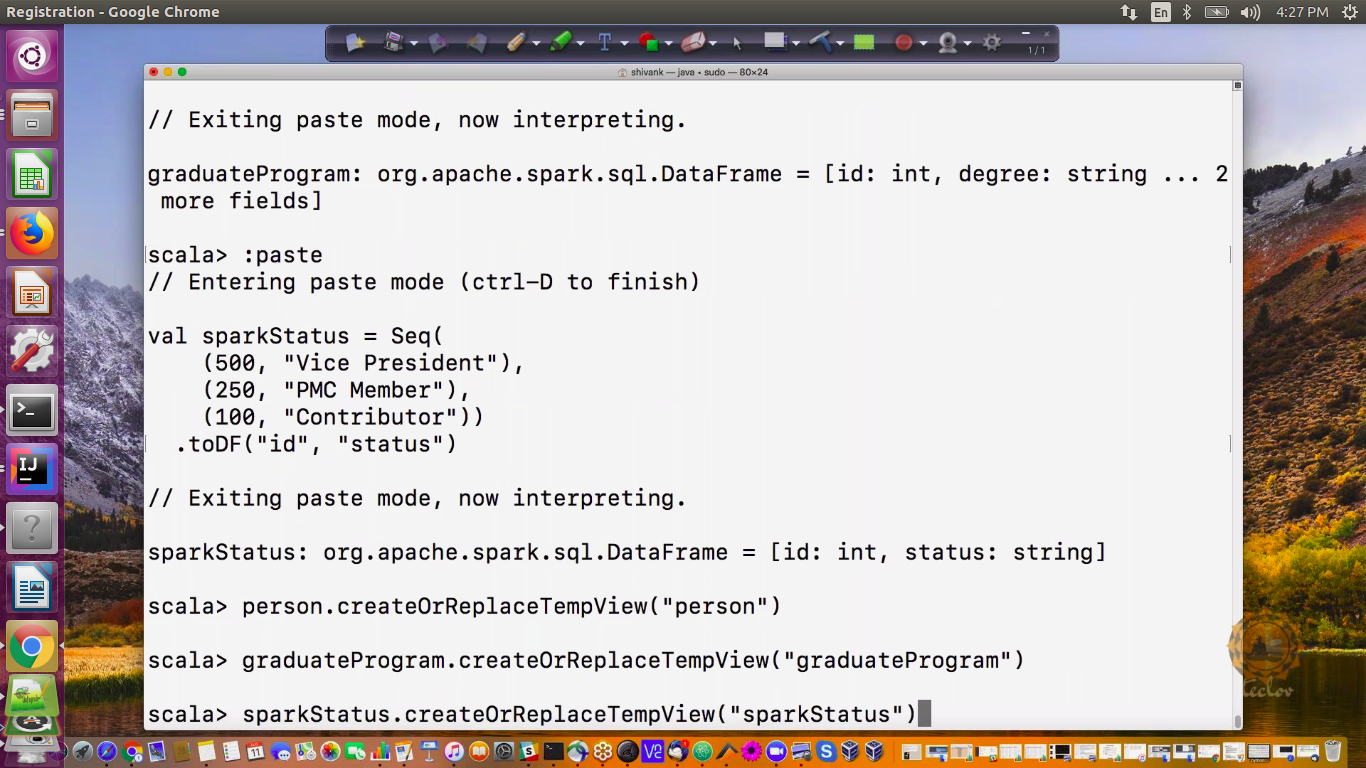 Registration - Google Chrome
En
4:27 PM
1/1
shivank — java • sudo — 80×24
// Exiting paste mode, now interpreting.
graduateProgram: org.apache.spark.sql.DataFrame = [id: int, degree: string ... 2
more fields]
scala> :paste
// Entering paste mode (ctrl-D to finish)
val sparkStatus = Seq(
(500, "Vice President"),
(250, "PMC Member"),
(100, "Contributor"))
.toDF("id", "status")
// Exiting paste mode, now interpreting.
sparkStatus: org.apache.spark.sql.DataFrame = [id: int, status: string]
scala> person.createOrReplaceTempView("person")
scala> graduateProgram.createOrReplaceTempView("graduateProgram")
scala> sparkStatus.createOrReplaceTempView("sparkStatus")